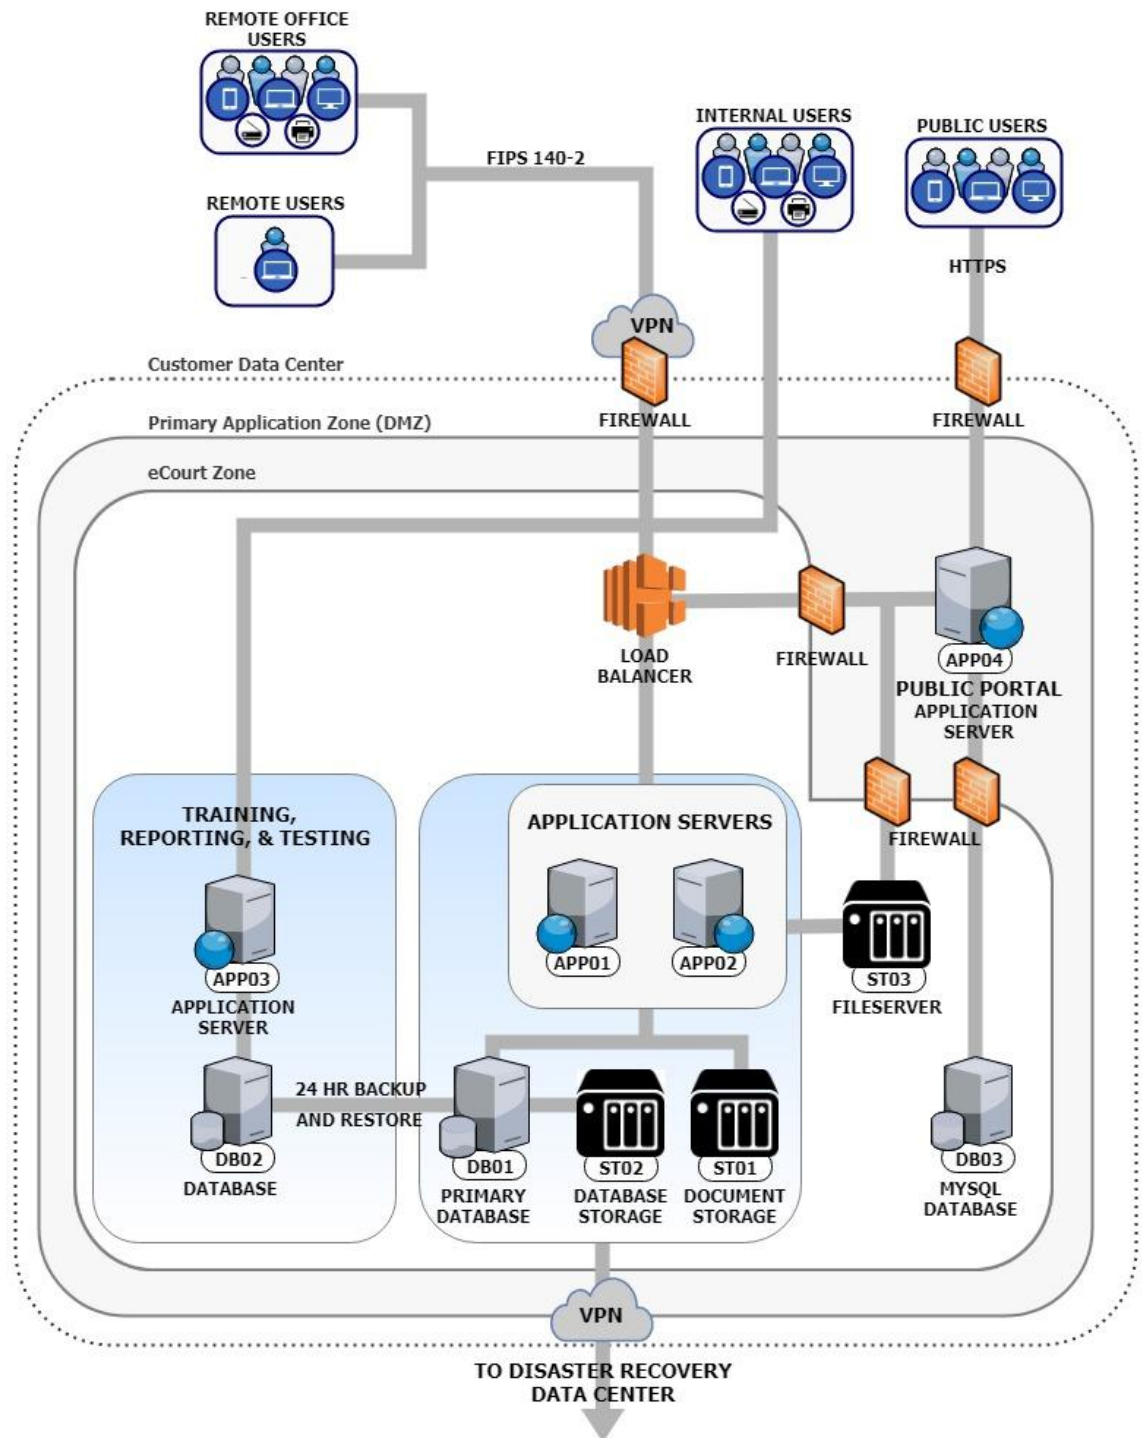 REMOTE OFFICE
USERS
INTERNAL USERS
PUBLIC USERS
FIPS 140-2
REMOTE USERS
HTTPS
VPN
Customer Data Center
FIREWALL
FIREWALL
Primary Application Zone (DMZ)
eCourt Zone
LOAD
BALANCER
FIREWALL
APP04
PUBLIC PORTAL
APPLICATION
SERVER
TRAINING,
REPORTING, & TESTING
APPLICATION SERVERS
FIREWALL
APP01
APP02
APP03
APPLICATION
SERVER
ST03
FILESERVER
24 HR BACKUP
AND RESTORE
DB02
DATABASE
DB01
PRIMARY
DATABASE
ST02
DATABASE
STORAGE
ST01
DOCUMENT
STORAGE
DB03
MYSQL
DATABASE
VPN
TO DISASTER RECOVERY
DATA CENTER